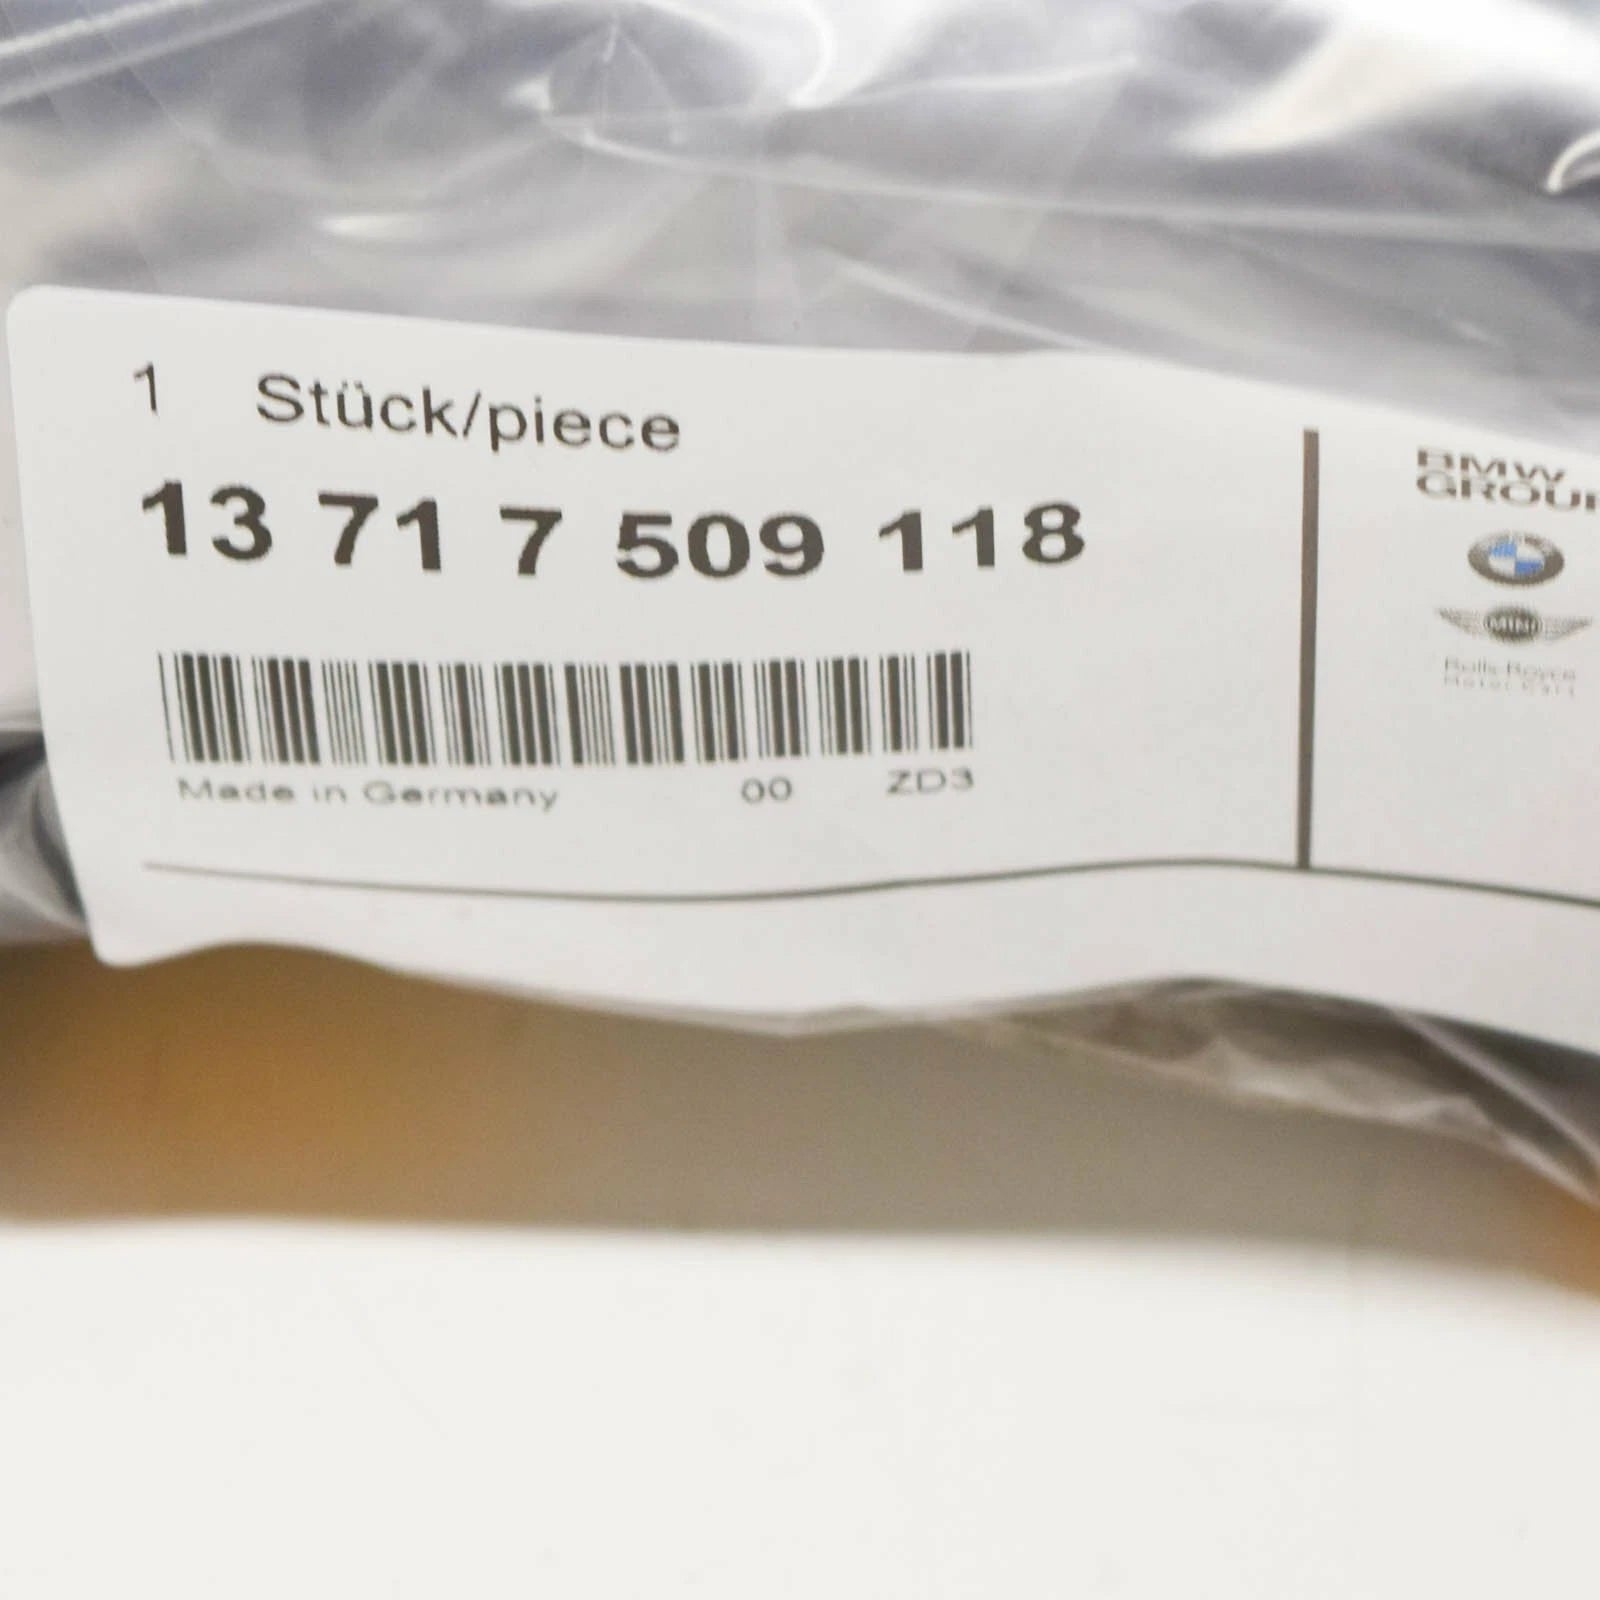 1 Stück/piece
13 71 7 509 118
Made in Germany 00 ZD3
BMW
GROUP
MINI
Rolls-Royce
Motor Cars